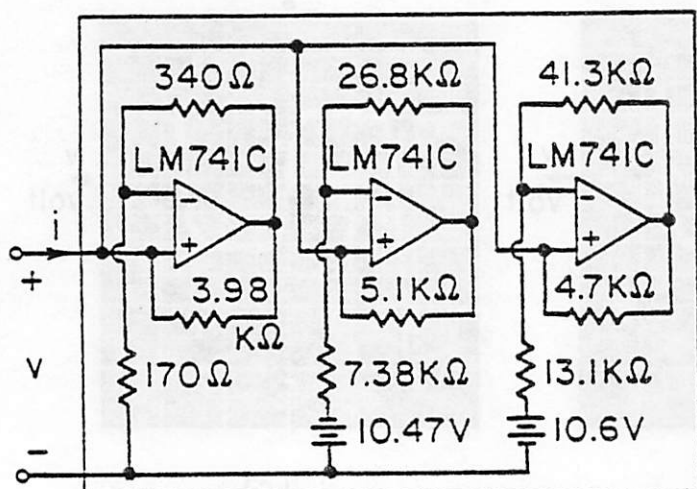 340Ω 26.8KΩ 41.3KΩ
LM741C LM741C LM741C
− − −
i
+ + +
+ 3.98 5.1KΩ 4.7KΩ
KΩ
v 170Ω 7.38KΩ 13.1KΩ
− 10.47V 10.6V